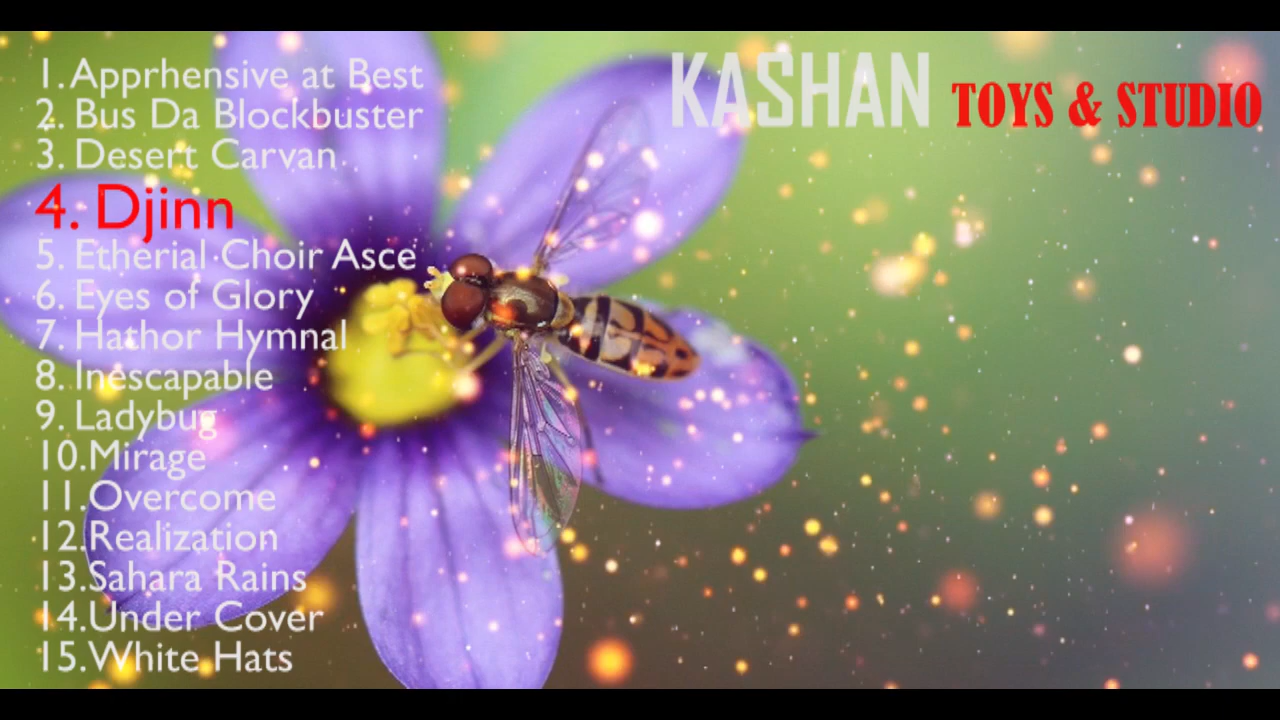 KASHAN TOYS & STUDIO
1. Apprhensive at Best
2. Bus Da Blockbuster
3. Desert Carvan
4. Djinn
5. Etherial Choir Asce
6. Eyes of Glory
7. Hathor Hymnal
8. Inescapable
9. Ladybug
10.Mirage
11.Overcome
12.Realization
13.Sahara Rains
14.Under Cover
15.White Hats